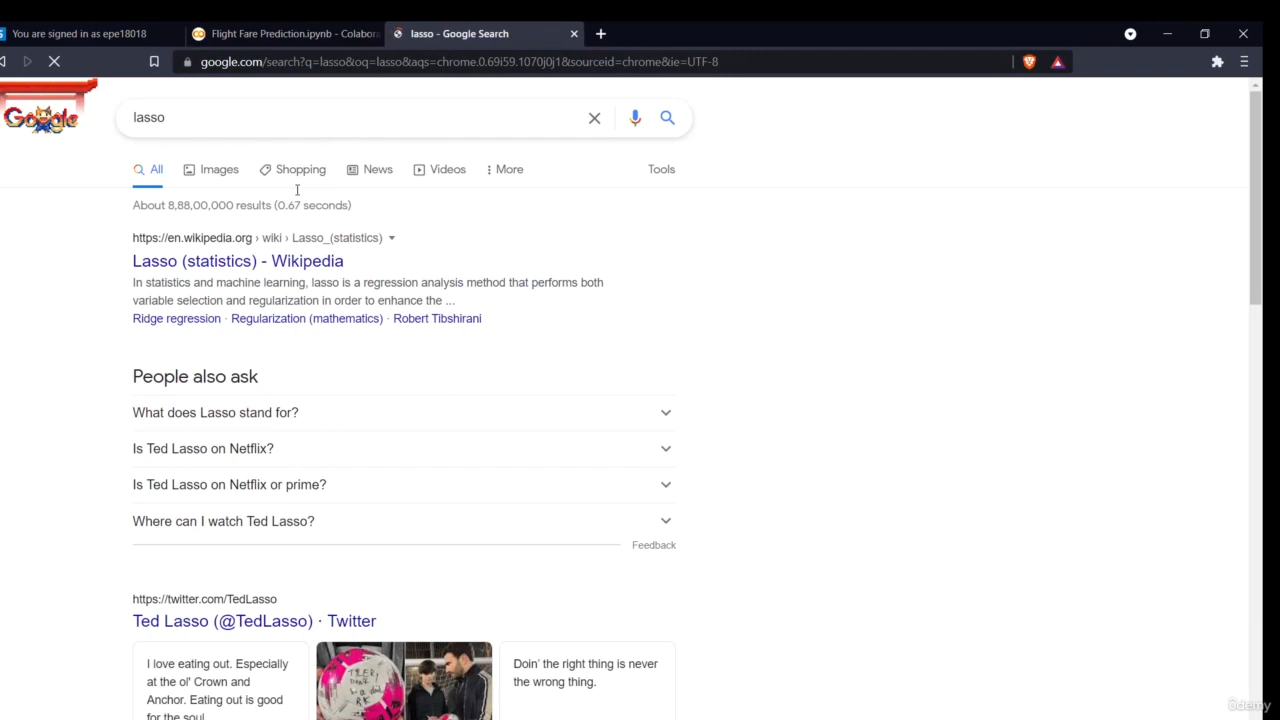 You are signed in as epe18018
Flight Fare Prediction.ipynb - Colabora
lasso - Google Search
google.com/search?q=lasso&oq=lasso&aqs=chrome.0.69i59.1070j0j1&sourceid=chrome&ie=UTF-8
Google
lasso
All Images Shopping News Videos More Tools
About 8,88,00,000 results (0.67 seconds)
https://en.wikipedia.org › wiki › Lasso_(statistics)
Lasso (statistics) - Wikipedia
In statistics and machine learning, lasso is a regression analysis method that performs both
variable selection and regularization in order to enhance the ...
Ridge regression · Regularization (mathematics) · Robert Tibshirani
People also ask
What does Lasso stand for?
Is Ted Lasso on Netflix?
Is Ted Lasso on Netflix or prime?
Where can I watch Ted Lasso?
Feedback
https://twitter.com/TedLasso
Ted Lasso (@TedLasso) · Twitter
I love eating out. Especially
at the ol' Crown and
Anchor. Eating out is good
for the soul
Doin' the right thing is never
the wrong thing.
ûdemy